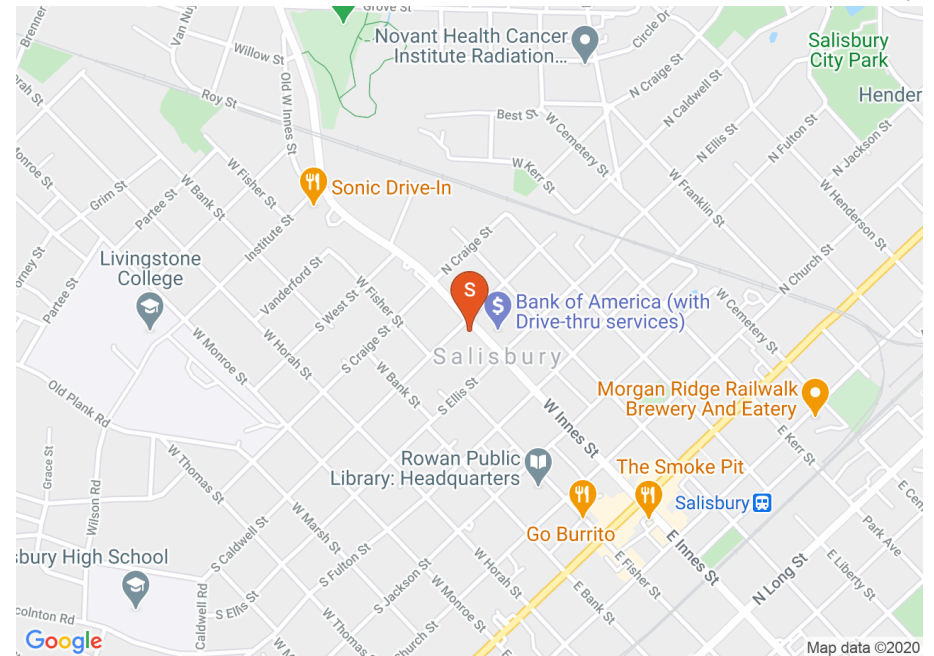 Grove St
Brenner
Van Nuy
Novant Health Cancer
Institute Radiation...
Circle Dr
Salisbury
City Park
Willow St
Old W Innes St
N Craige St
N Caldwell St
Hender
Roy St
Best St
W Cemetery St
N Ellis St
N Fulton St
N Jackson St
Monroe St
W Kerr St
W Fisher St
W Bank St
Grim St
Partee St
Sonic Drive-In
W Franklin St
W Henderson St
Institute St
N Craige St
Livingstone
College
Vanderford St
N Church St
Partee St
S West St
W Fisher St
S
Bank of America (with
Drive-thru services)
W Cemetery St
S Craige St
W Horah St
W Monroe St
Salisbury
W Bank St
S Ellis St
Old Plank Rd
Morgan Ridge Railwalk
Brewery And Eatery
W Innes St
E Kerr St
Grace St
W Thomas St
Rowan Public
Library: Headquarters
The Smoke Pit
Salisbury
Wilson Rd
W Marsh St
Go Burrito
S Caldwell St
E Innes St
Park Ave
sbury High School
S Fulton St
W Horah St
E Fisher St
E Liberty St
N Long St
S Jackson St
W Monroe St
E Bank St
S Ellis St
Caldwell Rd
W Thomas St
Church St
Google
Map data ©2020